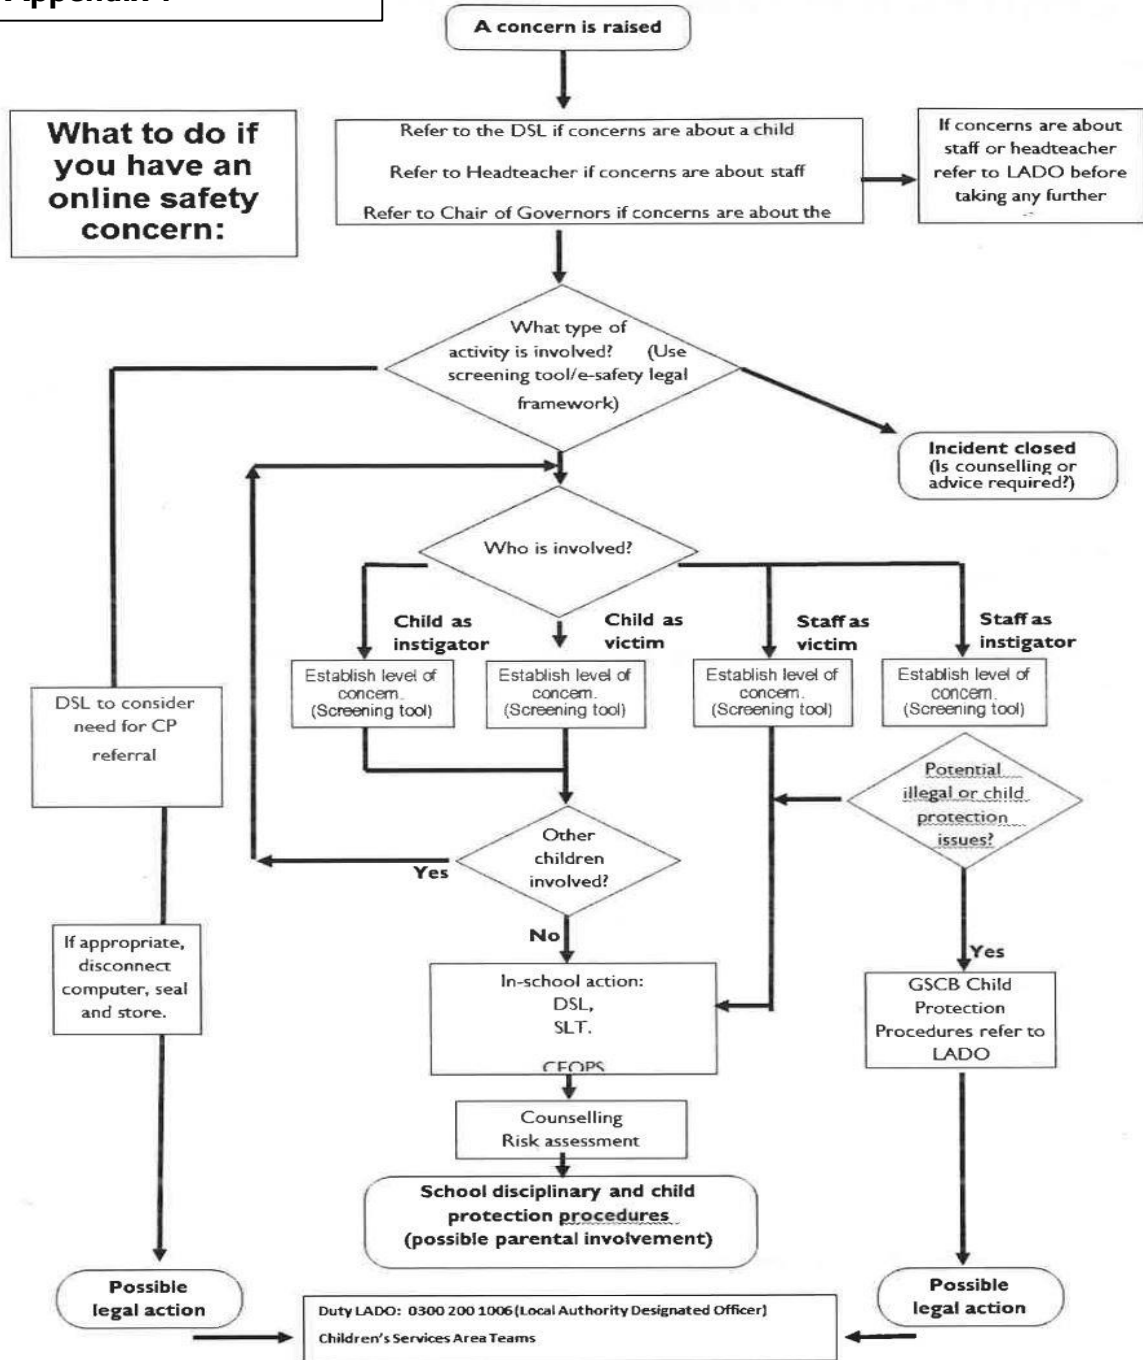 A concern is raised
What to do if
you have an
online safety
concern:
Refer to the DSL if concerns are about a child
Refer to Headteacher if concerns are about staff
Refer to Chair of Governors if concerns are about the
If concerns are about
staff or headteacher
refer to LADO before
taking any further
What type of
activity is involved? (Use
screening tool/e-safety legal
framework)
Incident closed
(Is counselling or
advice required?)
Who is involved?
Child as
instigator
Child as
victim
Staff as
victim
Staff as
instigator
Establish level of
concern.
(Screening tool)
Establish level of
concern.
(Screening tool)
Establish level of
concern.
(Screening tool)
Establish level of
concern.
(Screening tool)
DSL to consider
need for CP
referral
Potential
illegal or child
protection
issues?
Other
children
involved?
Yes
No
Yes
If appropriate,
disconnect
computer, seal
and store.
In-school action:
DSL,
SLT.
CEOPS
GSCB Child
Protection
Procedures refer to
LADO
Counselling
Risk assessment
School disciplinary and child
protection procedures
(possible parental involvement)
Possible
legal action
Possible
legal action
Duty LADO: 0300 200 1006 (Local Authority Designated Officer)
Children's Services Area Teams